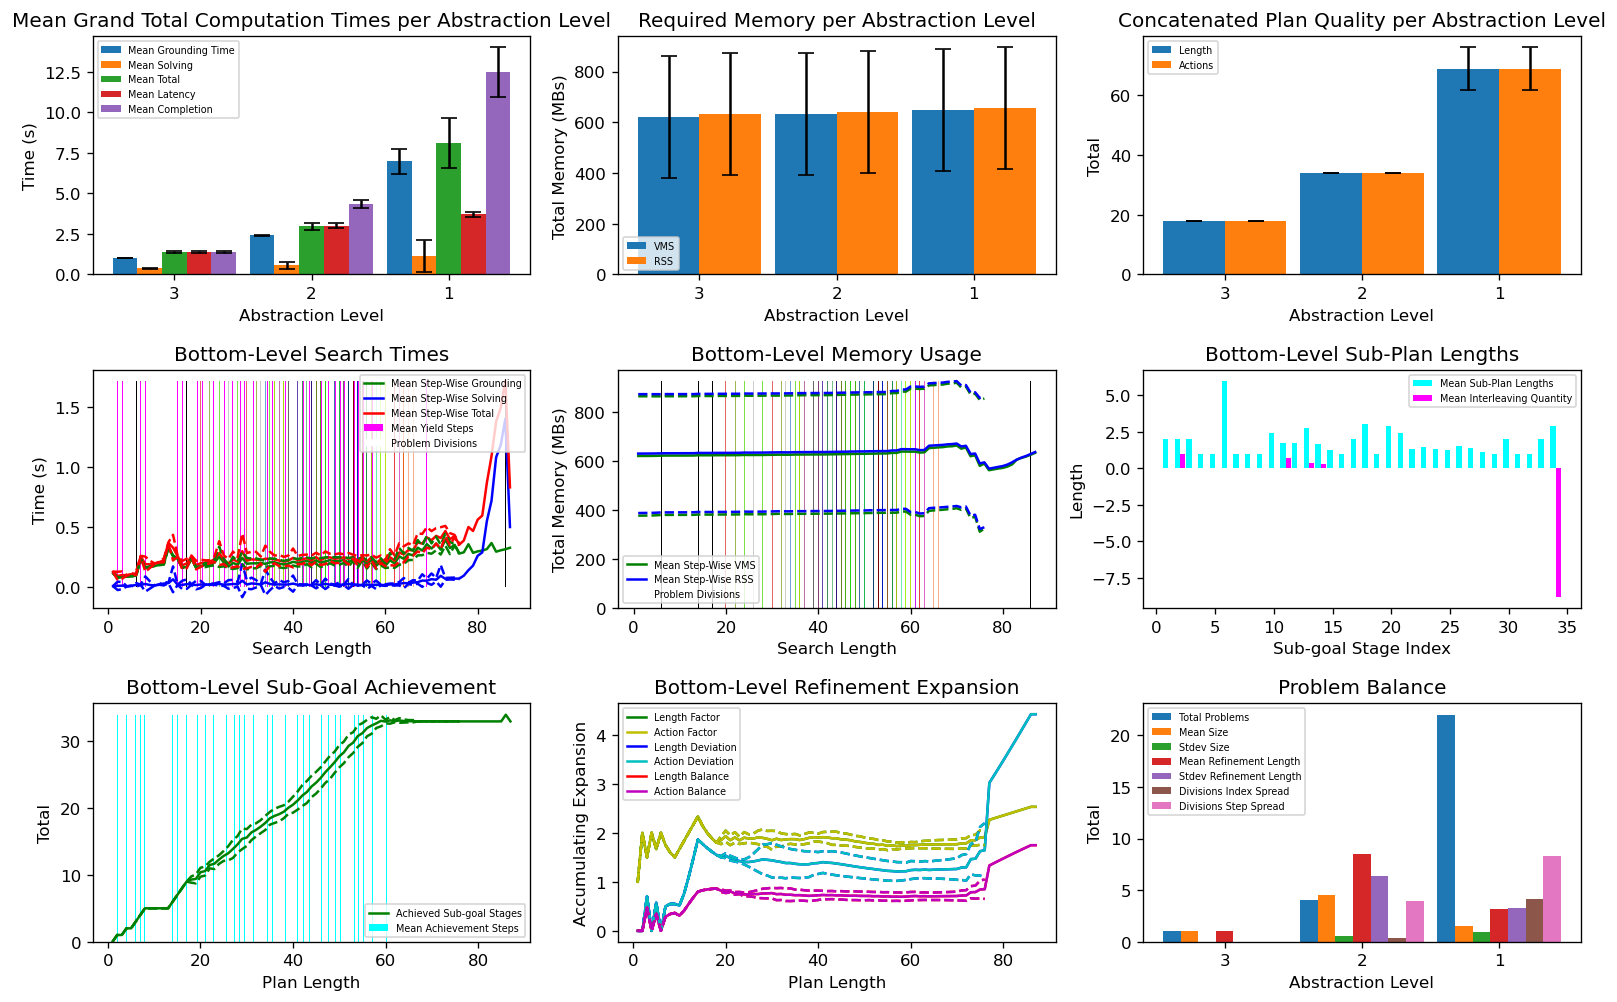 Mean Grand Total Computation Times per Abstraction Level
Time (s)
12.5
10.0
7.5
5.0
2.5
0.0
Mean Grounding Time
Mean Solving
Mean Total
Mean Latency
Mean Completion
3 2 1
Abstraction Level
Required Memory per Abstraction Level
Total Memory (MBs)
800
600
400
200
0
VMS
RSS
3 2 1
Abstraction Level
Concatenated Plan Quality per Abstraction Level
Total
60
40
20
0
Length
Actions
3 2 1
Abstraction Level
Bottom-Level Search Times
Time (s)
1.5
1.0
0.5
0.0
Mean Step-Wise Grounding
Mean Step-Wise Solving
Mean Step-Wise Total
Mean Yield Steps
Problem Divisions
0 20 40 60 80
Search Length
Bottom-Level Memory Usage
Total Memory (MBs)
800
600
400
200
0
Mean Step-Wise VMS
Mean Step-Wise RSS
Problem Divisions
0 20 40 60 80
Search Length
Bottom-Level Sub-Plan Lengths
Length
5.0
2.5
0.0
−2.5
−5.0
−7.5
Mean Sub-Plan Lengths
Mean Interleaving Quantity
0 5 10 15 20 25 30 35
Sub-goal Stage Index
Bottom-Level Sub-Goal Achievement
Total
30
20
10
0
Achieved Sub-goal Stages
Mean Achievement Steps
0 20 40 60 80
Plan Length
Bottom-Level Refinement Expansion
Accumulating Expansion
4
3
2
1
0
Length Factor
Action Factor
Length Deviation
Action Deviation
Length Balance
Action Balance
0 20 40 60 80
Plan Length
Problem Balance
Total
20
15
10
5
0
Total Problems
Mean Size
Stdev Size
Mean Refinement Length
Stdev Refinement Length
Divisions Index Spread
Divisions Step Spread
3 2 1
Abstraction Level